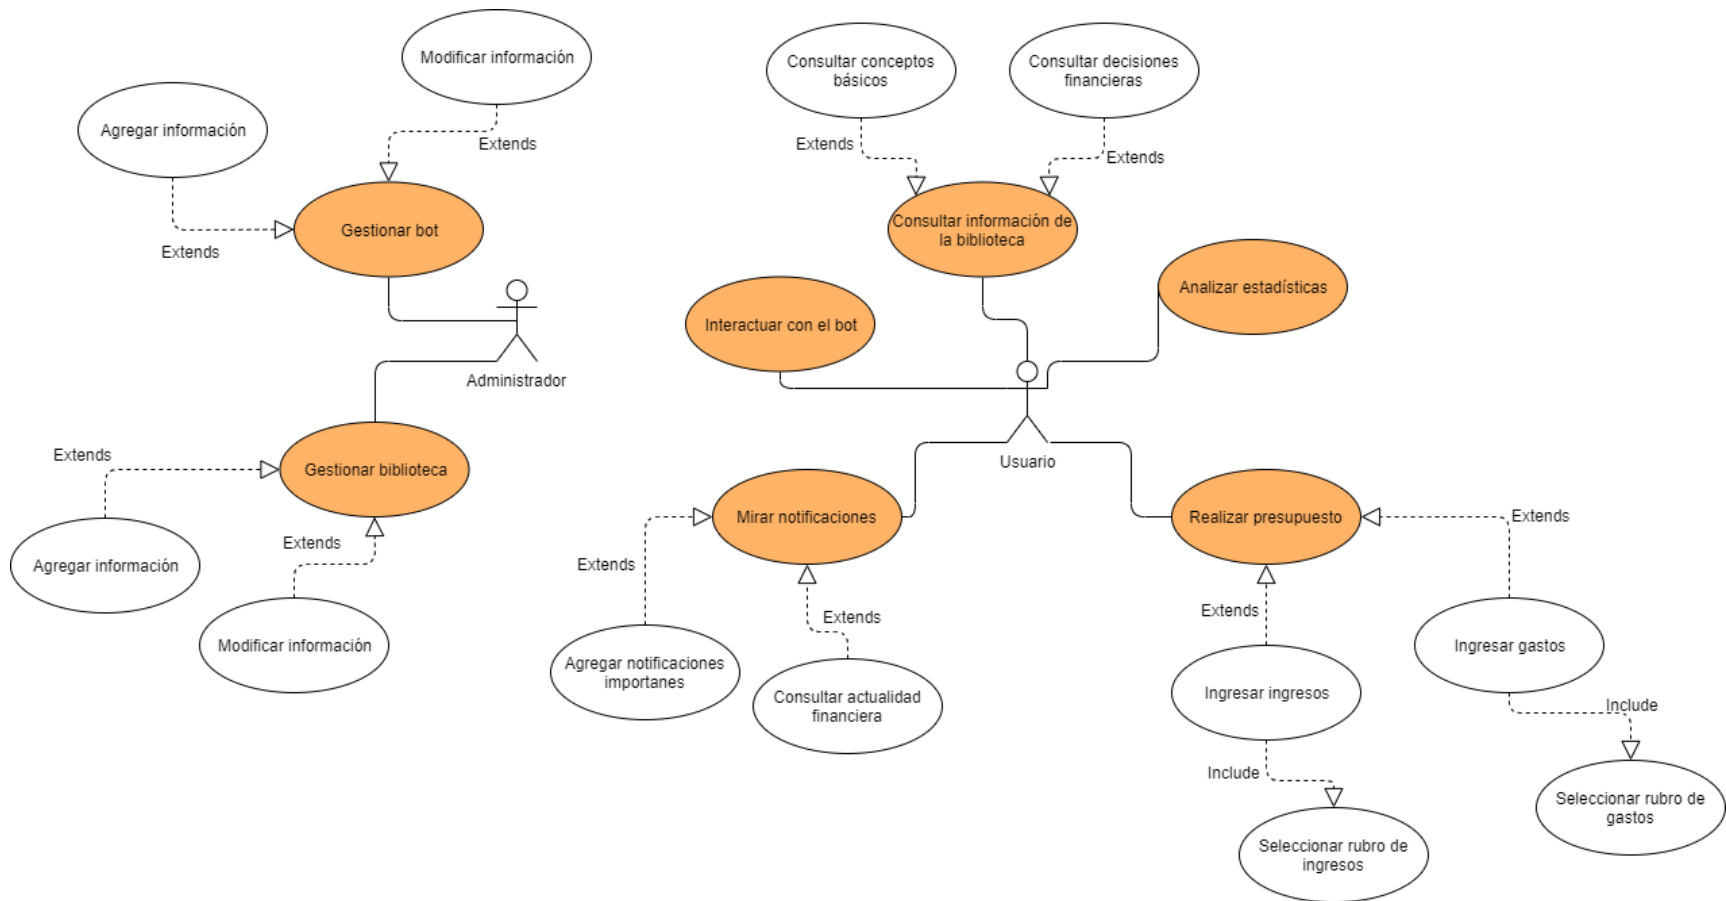 Modificar información
Agregar información
Extends
Extends
Gestionar bot
Administrador
Extends
Gestionar biblioteca
Extends
Agregar información
Modificar información
Consultar conceptos
básicos
Consultar decisiones
financieras
Extends
Extends
Consultar información de
la biblioteca
Analizar estadísticas
Interactuar con el bot
Usuario
Mirar notificaciones
Realizar presupuesto
Extends
Extends
Extends
Extends
Agregar notificaciones
importanes
Consultar actualidad
financiera
Ingresar gastos
Ingresar ingresos
Include
Include
Seleccionar rubro de
gastos
Seleccionar rubro de
ingresos